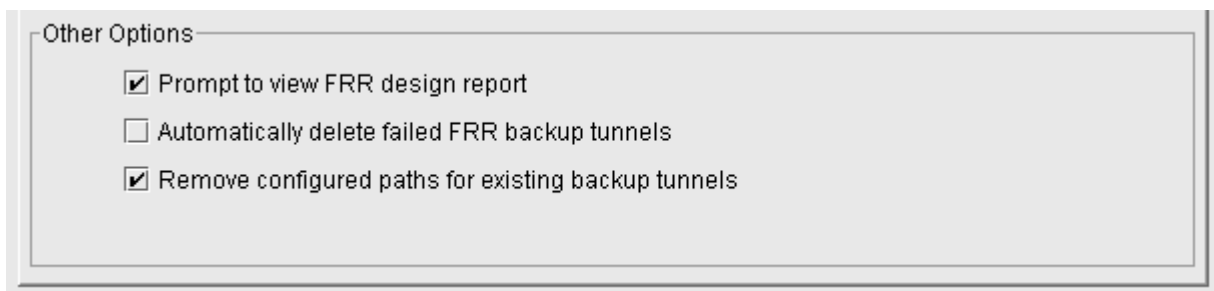 Other Options
Prompt to view FRR design report
Automatically delete failed FRR backup tunnels
Remove configured paths for existing backup tunnels